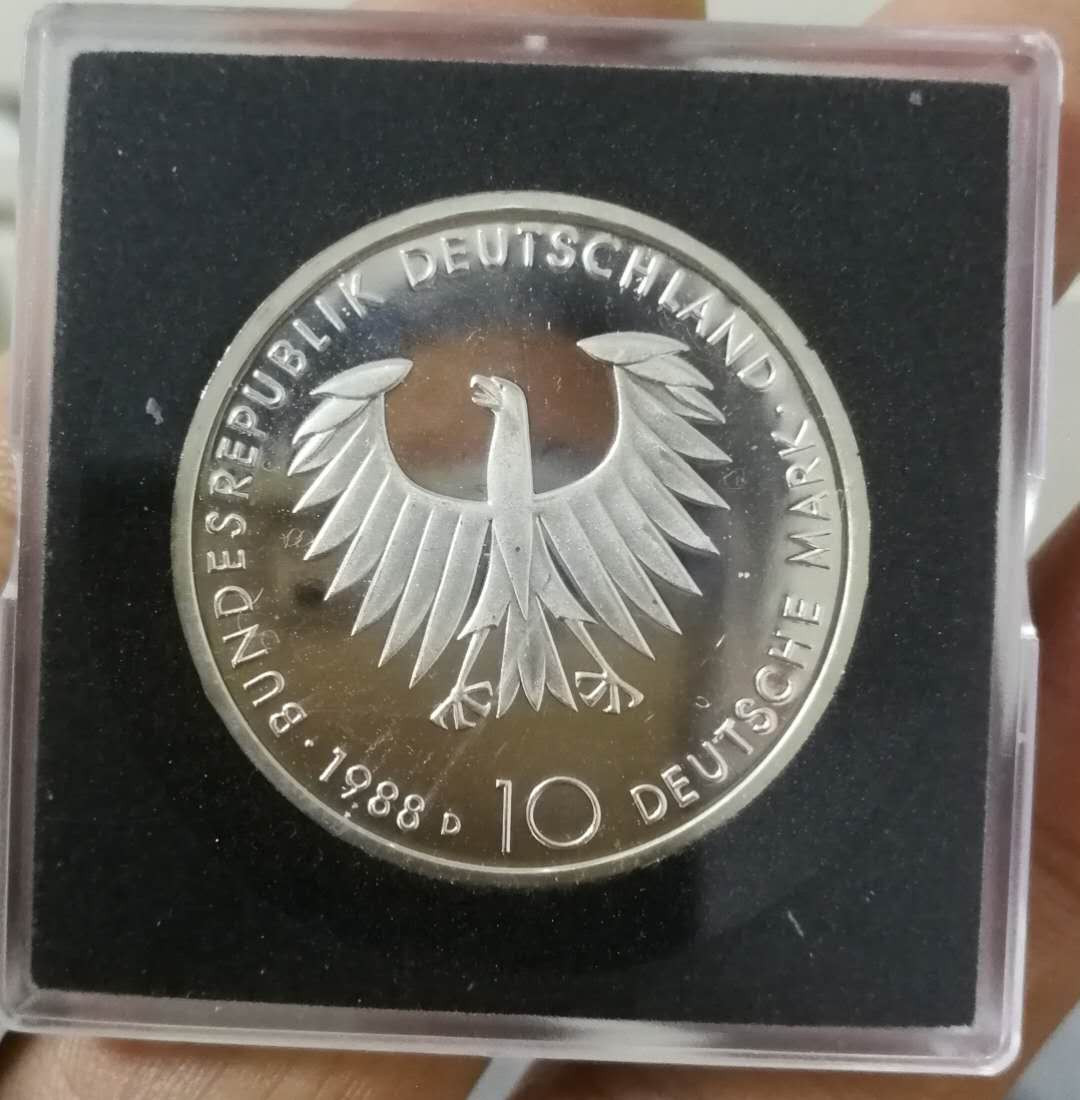 BUNDESREPUBLIK DEUTSCHLAND · DEUTSCHE MARK
· 1988 D 10